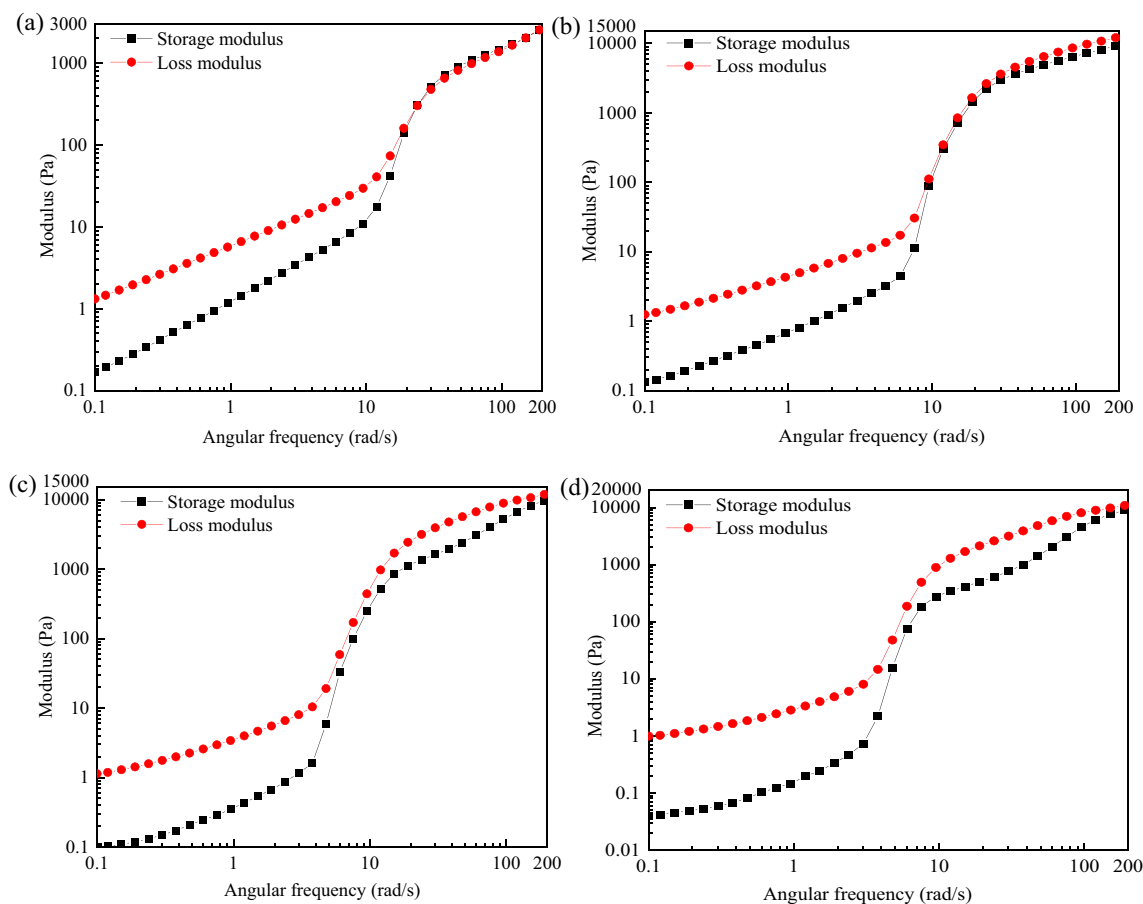 (a)
Storage modulus
Loss modulus
3000
1000
100
10
1
0.1
Modulus (Pa)
0.1 1 10 100 200
Angular frequency (rad/s)
(b)
Storage modulus
Loss modulus
10000
1000
100
10
1
0.1
Modulus (Pa)
0.1 1 10 100 200
Angular frequency (rad/s)
(c)
Storage modulus
Loss modulus
15000
10000
1000
100
10
1
0.1
Modulus (Pa)
0.1 1 10 100 200
Angular frequency (rad/s)
(d)
Storage modulus
Loss modulus
20000
10000
1000
100
10
1
0.1
0.01
Modulus (Pa)
0.1 1 10 100 200
Angular frequency (rad/s)